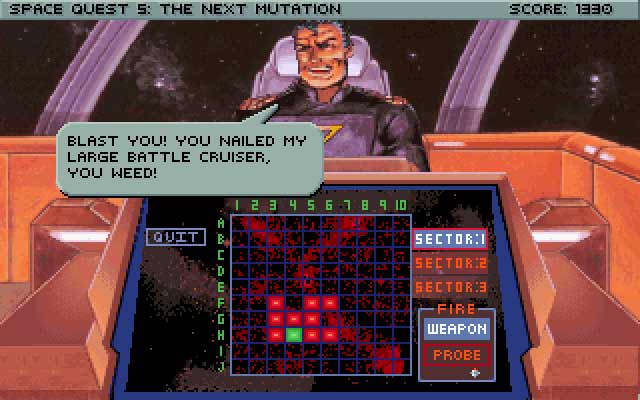 SPACE QUEST 5: THE NEXT MUTATION SCORE: 1330
BLAST YOU! YOU NAILED MY
LARGE BATTLE CRUISER,
YOU WEED!
1 2 3 4 5 6 7 8 9 10
QUIT
A
B
C
D
E
F
G
H
I
J
SECTOR:1
SECTOR:2
SECTOR:3
FIRE
WEAPON
PROBE